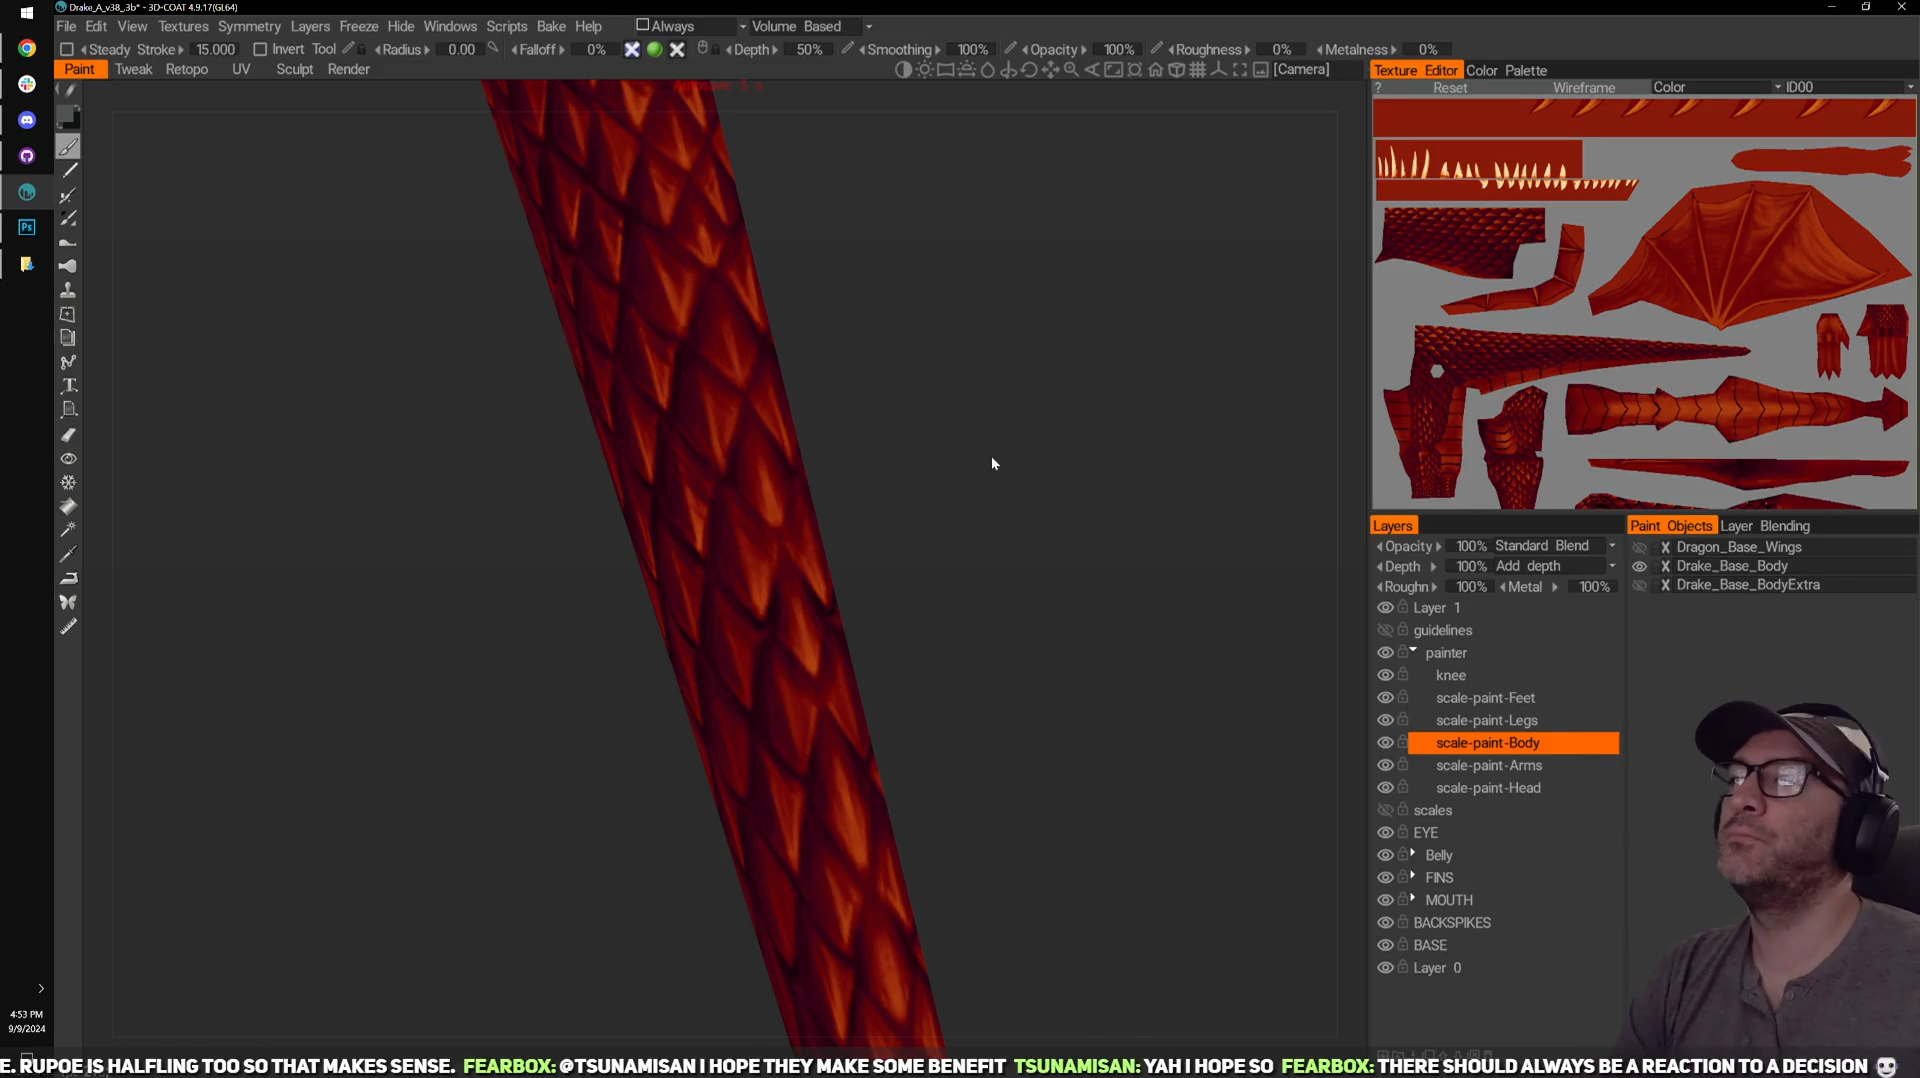 Drake_A_v38_3b* - 3D-COAT 4.9.17(GL64)
File Edit View Textures Symmetry Layers Freeze Hide Windows Scripts Bake Help Always Volume Based
Steady Stroke 15.000 Invert Tool Radius 0.00 Falloff 0% Depth 50% Smoothing 100% Opacity 100% Roughness 0% Metalness 0%
Paint Tweak Retopo UV Sculpt Render [Camera]
Texture Editor Color Palette
? Reset Wireframe Color ID00
Ps
Layers
Opacity 100% Standard Blend
Depth 100% Add depth
Roughn 100% Metal 100%
Layer 1
guidelines
painter
knee
scale-paint-Feet
scale-paint-Legs
scale-paint-Body
scale-paint-Arms
scale-paint-Head
scales
EYE
Belly
FINS
MOUTH
BACKSPIKES
BASE
Layer 0
Paint Objects Layer Blending
Dragon_Base_Wings
Drake_Base_Body
Drake_Base_BodyExtra
4:53 PM
9/9/2024
E. RUPOE IS HALFLING TOO SO THAT MAKES SENSE. FEARBOX: @TSUNAMISAN I HOPE THEY MAKE SOME BENEFIT TSUNAMISAN: YAH I HOPE SO FEARBOX: THERE SHOULD ALWAYS BE A REACTION TO A DECISION